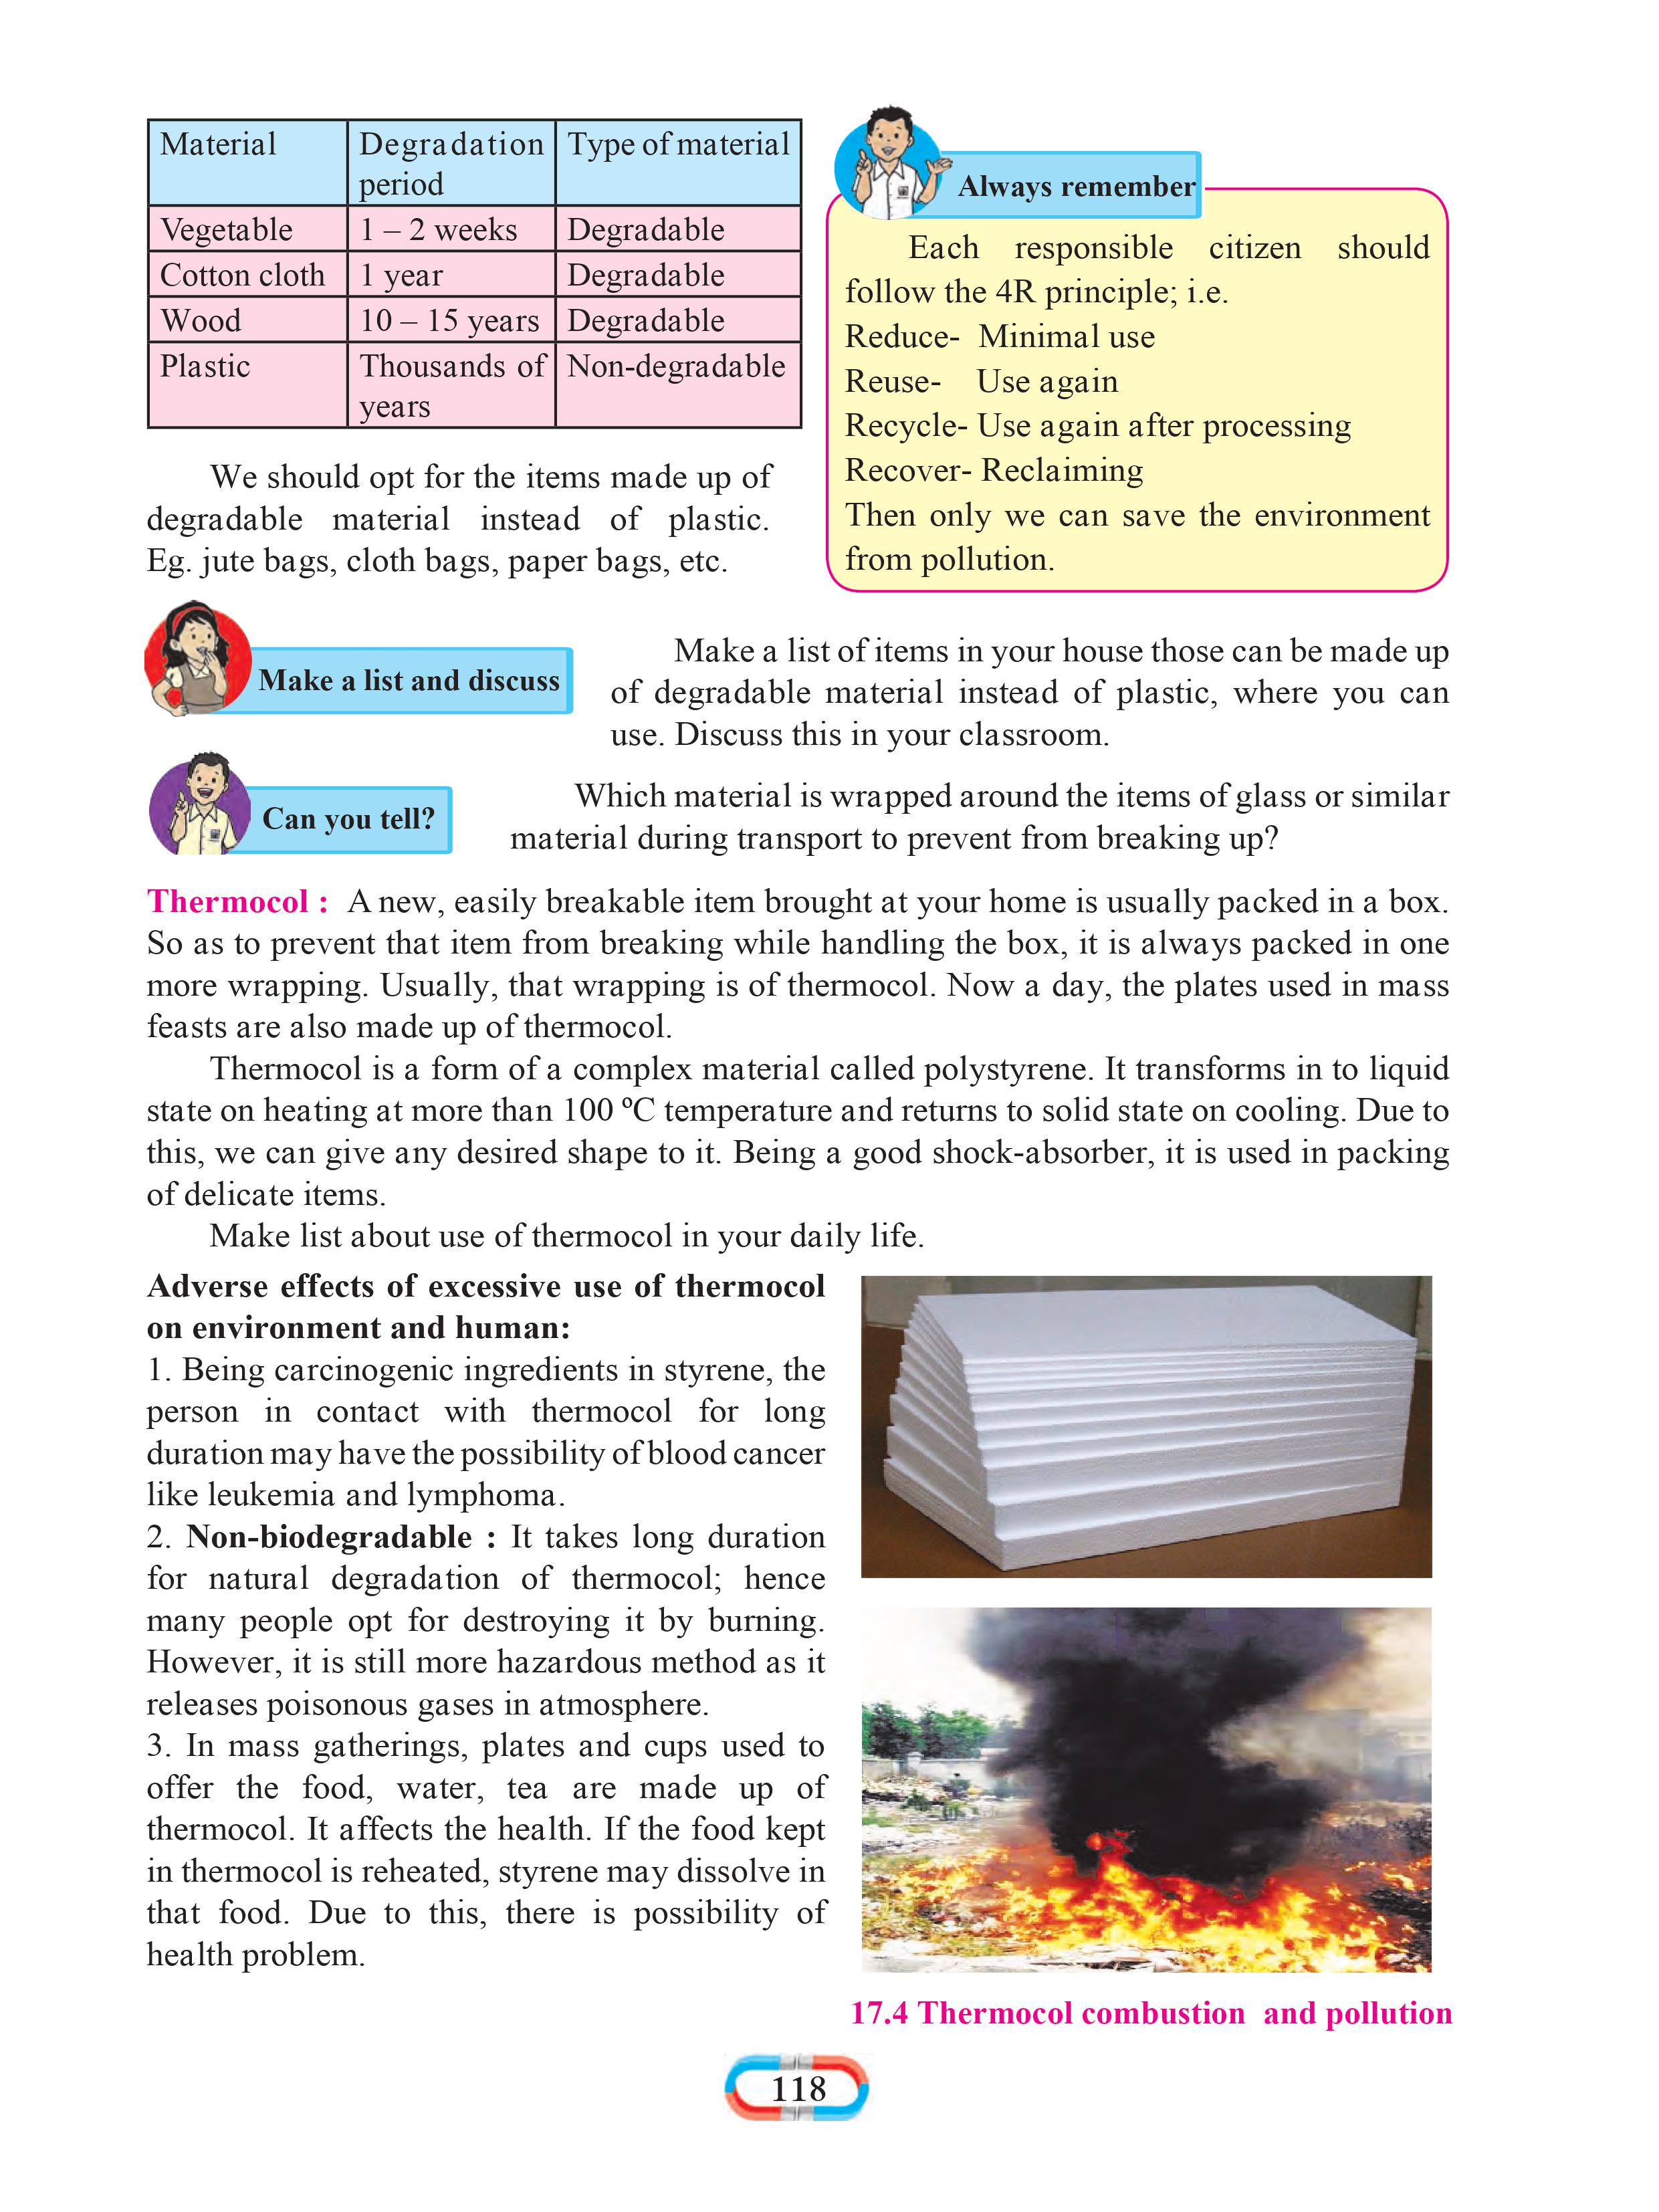 Material Degradation period Type of material
Vegetable 1 – 2 weeks Degradable
Cotton cloth 1 year Degradable
Wood 10 – 15 years Degradable
Plastic Thousands of years Non-degradable
We should opt for the items made up of
degradable material instead of plastic.
Eg. jute bags, cloth bags, paper bags, etc.
Always remember
Each responsible citizen should
follow the 4R principle; i.e.
Reduce- Minimal use
Reuse- Use again
Recycle- Use again after processing
Recover- Reclaiming
Then only we can save the environment
from pollution.
Make a list and discuss
Make a list of items in your house those can be made up
of degradable material instead of plastic, where you can
use. Discuss this in your classroom.
Can you tell?
Which material is wrapped around the items of glass or similar
material during transport to prevent from breaking up?
Thermocol : A new, easily breakable item brought at your home is usually packed in a box.
So as to prevent that item from breaking while handling the box, it is always packed in one
more wrapping. Usually, that wrapping is of thermocol. Now a day, the plates used in mass
feasts are also made up of thermocol.
Thermocol is a form of a complex material called polystyrene. It transforms in to liquid
state on heating at more than 100 ºC temperature and returns to solid state on cooling. Due to
this, we can give any desired shape to it. Being a good shock-absorber, it is used in packing
of delicate items.
Make list about use of thermocol in your daily life.
Adverse effects of excessive use of thermocol
on environment and human:
1. Being carcinogenic ingredients in styrene, the
person in contact with thermocol for long
duration may have the possibility of blood cancer
like leukemia and lymphoma.
2. Non-biodegradable : It takes long duration
for natural degradation of thermocol; hence
many people opt for destroying it by burning.
However, it is still more hazardous method as it
releases poisonous gases in atmosphere.
3. In mass gatherings, plates and cups used to
offer the food, water, tea are made up of
thermocol. It affects the health. If the food kept
in thermocol is reheated, styrene may dissolve in
that food. Due to this, there is possibility of
health problem.
17.4 Thermocol combustion and pollution
118